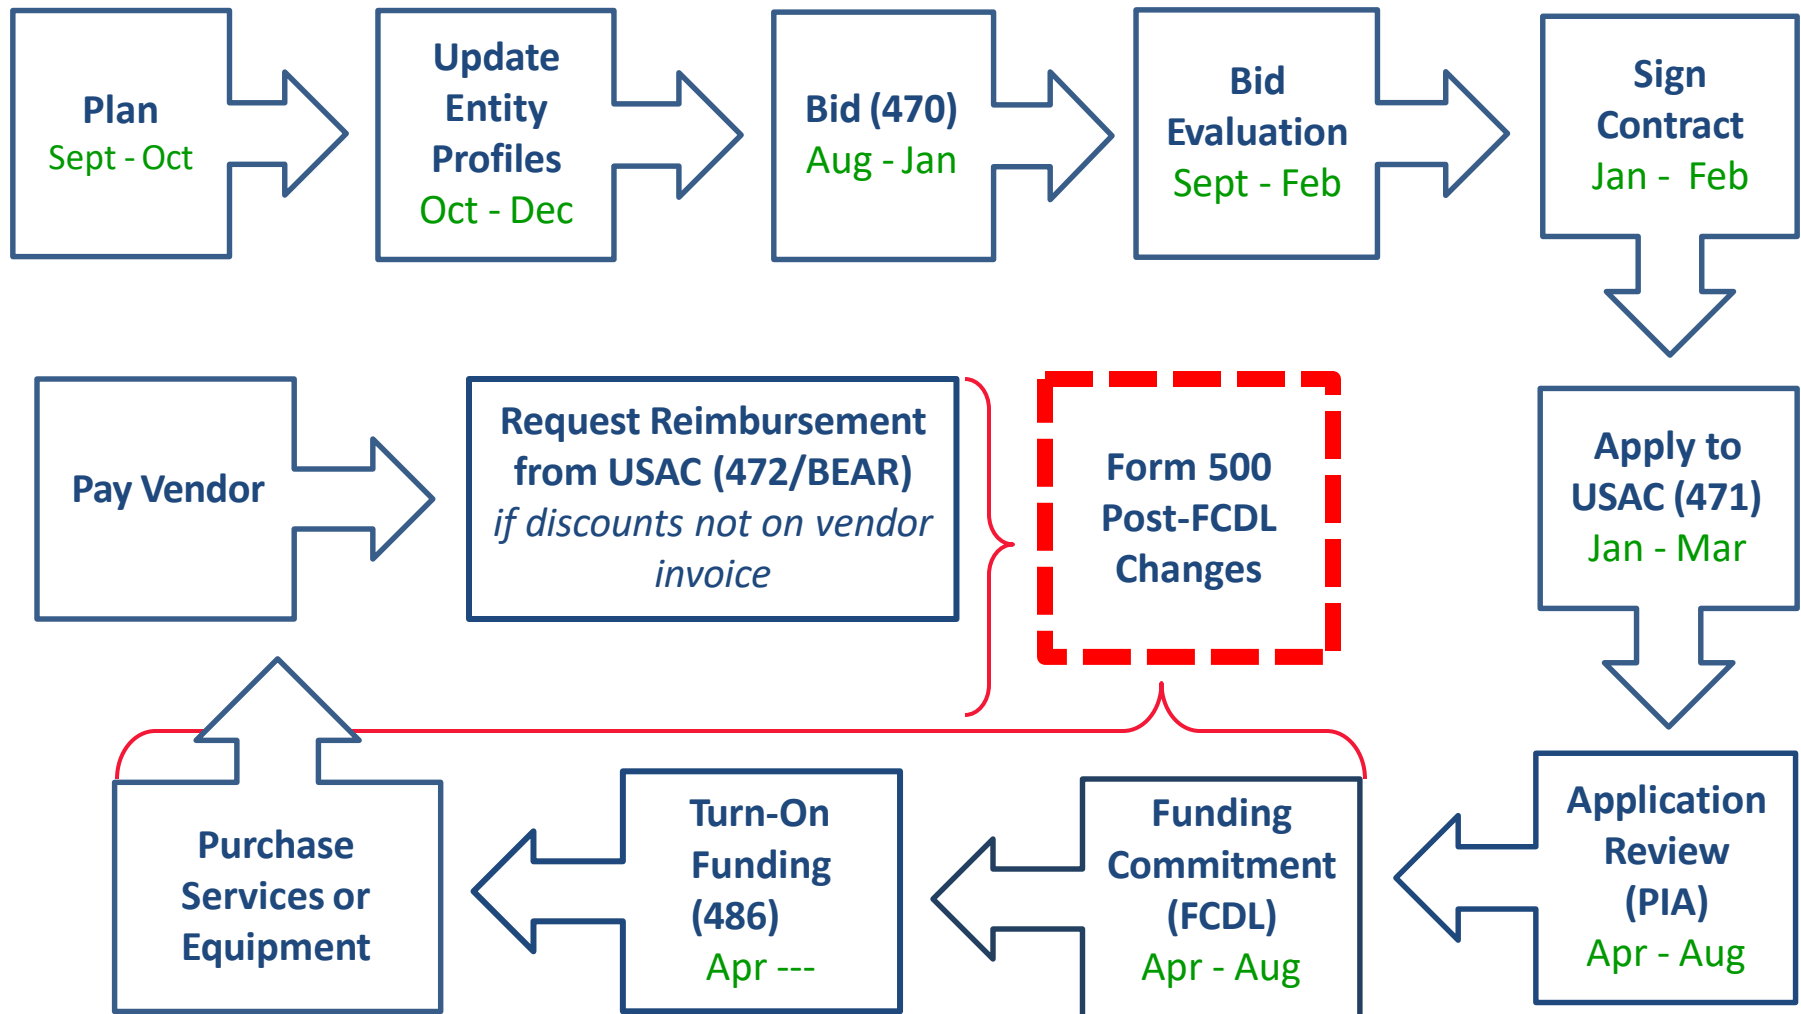 Plan
Sept - Oct
Update
Entity
Profiles
Oct - Dec
Bid (470)
Aug - Jan
Bid
Evaluation
Sept - Feb
Sign
Contract
Jan - Feb
Pay Vendor
Request Reimbursement
from USAC (472/BEAR)
if discounts not on vendor
invoice
Form 500
Post-FCDL
Changes
Apply to
USAC (471)
Jan - Mar
Purchase
Services or
Equipment
Turn-On
Funding
(486)
Apr ---
Funding
Commitment
(FCDL)
Apr - Aug
Application
Review
(PIA)
Apr - Aug